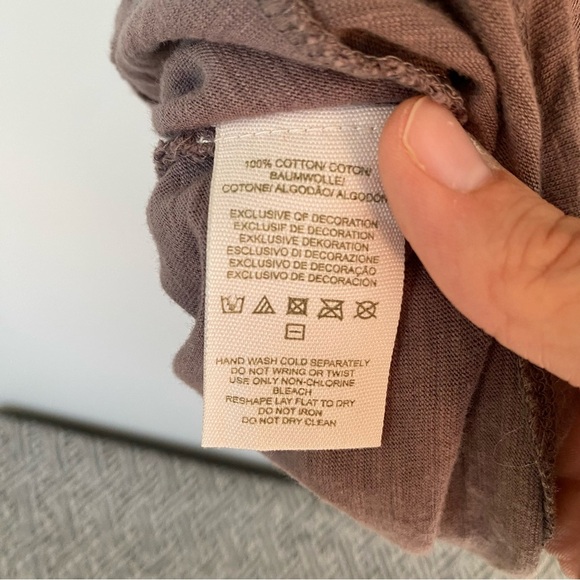 100% COTTON/ COTON/
BAUMWOLLE/
COTONE/ ALGODÃO/ ALGODÓN
EXCLUSIVE OF DECORATION
EXCLUSIF DE DECORATION
EXKLUSIVE DEKORATION
ESCLUSIVO DI DECORAZIONE
EXCLUSIVO DE DECORAÇÃO
EXCLUSIVO DE DECORACIÓN
HAND WASH COLD SEPARATELY
DO NOT WRING OR TWIST
USE ONLY NON-CHLORINE
BLEACH
RESHAPE LAY FLAT TO DRY
DO NOT IRON
DO NOT DRY CLEAN